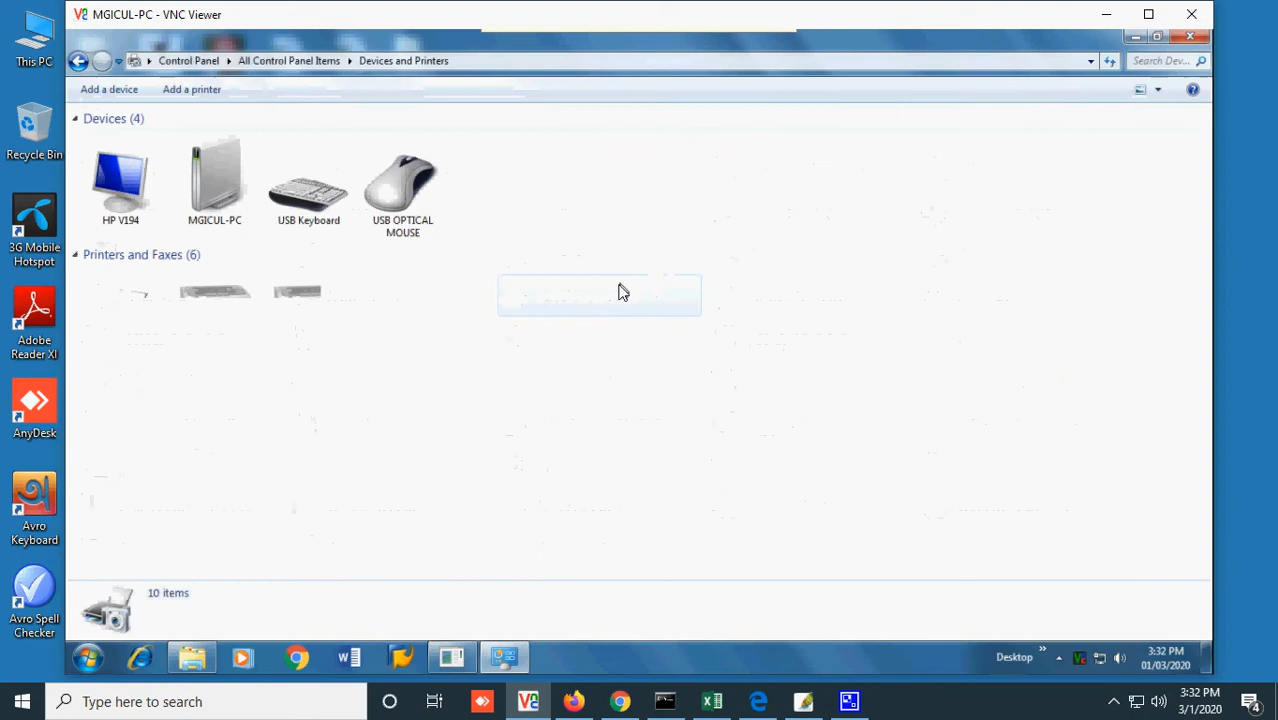 MGICUL-PC - VNC Viewer
Control Panel
All Control Panel Items
Devices and Printers
Search Dev...
Add a device
Add a printer
Devices (4)
HP V194
MGICUL-PC
USB Keyboard
USB OPTICAL
MOUSE
Printers and Faxes (6)
10 items
Desktop
3:32 PM
01/03/2020
This PC
Recycle Bin
3G Mobile
Hotspot
Adobe
Reader XI
AnyDesk
Avro
Keyboard
Avro Spell
Checker
Type here to search
3:32 PM
3/1/2020
4